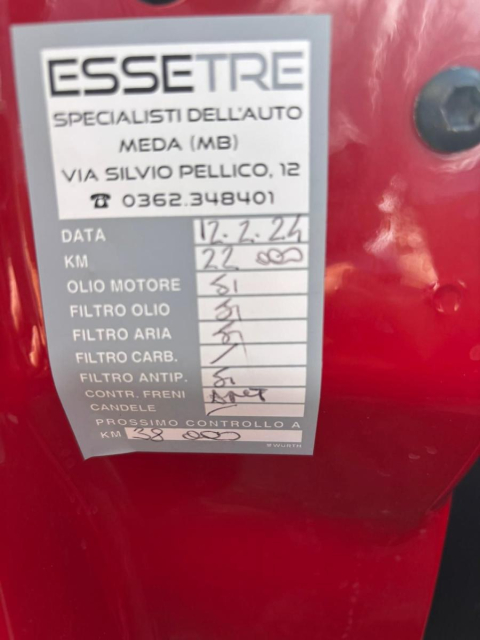 ESSETRE
SPECIALISTI DELL'AUTO
MEDA (MB)
VIA SILVIO PELLICO, 12
☎ 0362.348401
DATA 12.2.24
KM 22 000
OLIO MOTORE si
FILTRO OLIO si
FILTRO ARIA si
FILTRO CARB. /
FILTRO ANTIP. si
CONTR. FRENI
CANDELE
PROSSIMO CONTROLLO A
KM 38 000
WÜRTH